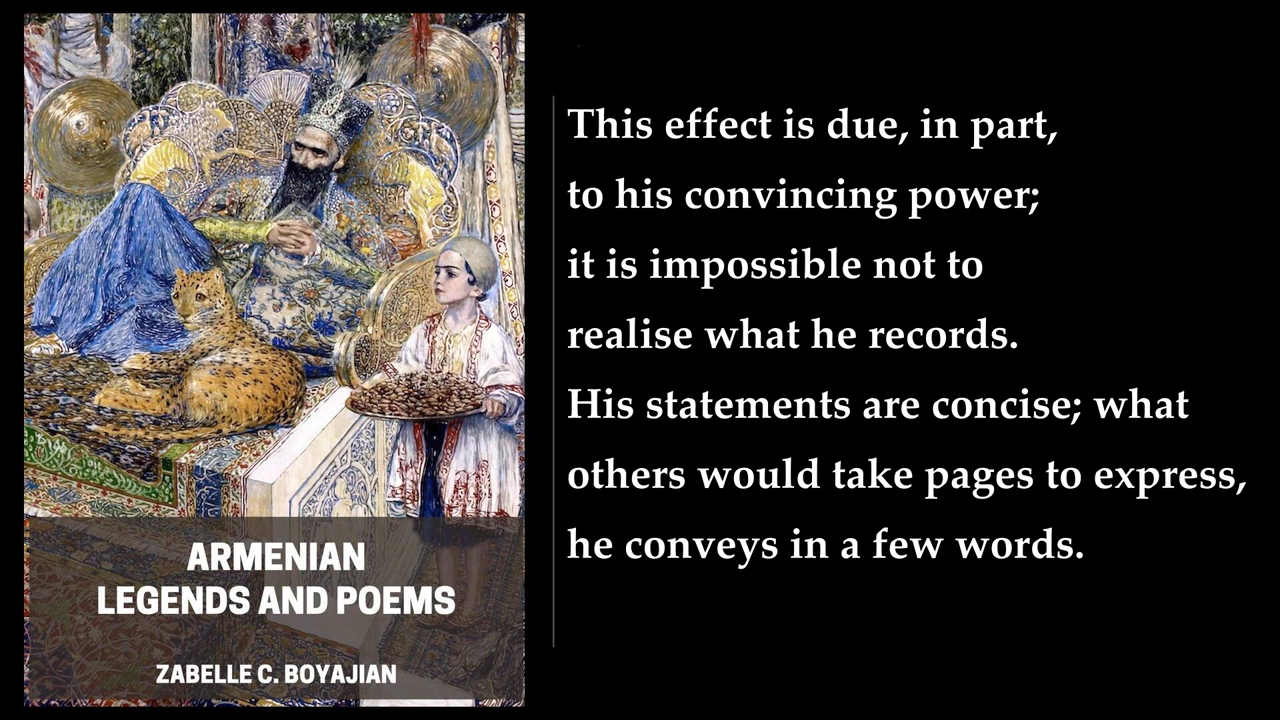 ARMENIAN
LEGENDS AND POEMS
ZABELLE C. BOYAJIAN
This effect is due, in part,
to his convincing power;
it is impossible not to
realise what he records.
His statements are concise; what
others would take pages to express,
he conveys in a few words.